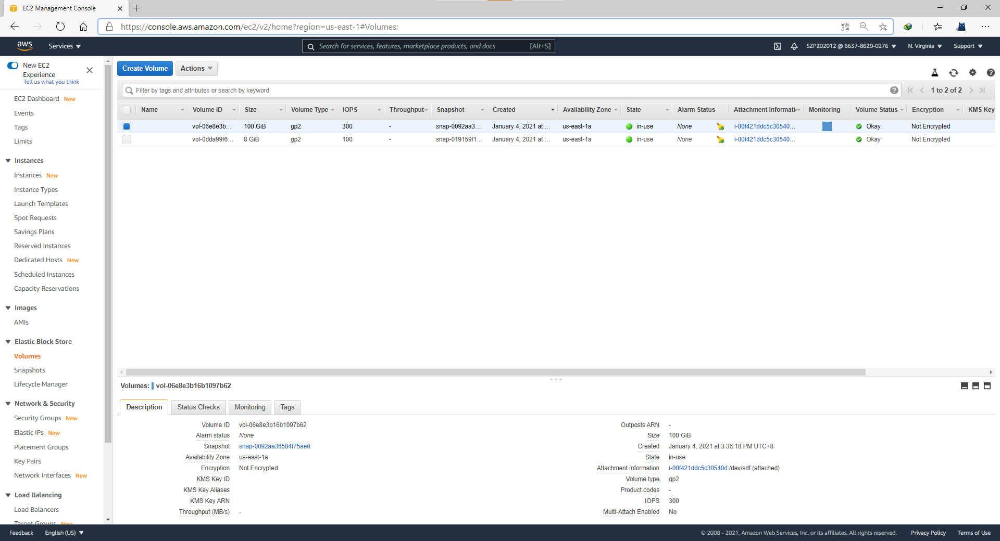 EC2 Management Console
https://console.aws.amazon.com/ec2/v2/home?region=us-east-1#Volumes:
aws Services Search for services, features, marketplace products, and docs [Alt+S] SZP202012 @ 6637-8629-0276 N. Virginia Support
New EC2
Experience
Tell us what you think
EC2 Dashboard New
Events
Tags
Limits
Instances
Instances New
Instance Types
Launch Templates
Spot Requests
Savings Plans
Reserved Instances
Dedicated Hosts New
Scheduled Instances
Capacity Reservations
Images
AMIs
Elastic Block Store
Volumes
Snapshots
Lifecycle Manager
Network & Security
Security Groups New
Elastic IPs New
Placement Groups
Key Pairs
Network Interfaces New
Load Balancing
Load Balancers
Target Groups New
Create Volume Actions
Filter by tags and attributes or search by keyword 1 to 2 of 2
Name Volume ID Size Volume Type IOPS Throughput Snapshot Created Availability Zone State Alarm Status Attachment Informati Monitoring Volume Status Encryption KMS Key
vol-06e8e3b... 100 GiB gp2 300 - snap-0092aa3... January 4, 2021 at ... us-east-1a in-use None i-00f421ddc5c30540... Okay Not Encrypted
vol-0dda99f6... 8 GiB gp2 100 - snap-019159f1... January 4, 2021 at ... us-east-1a in-use None i-00f421ddc5c30540... Okay Not Encrypted
Volumes: vol-06e8e3b16b1097b62
Description Status Checks Monitoring Tags
Volume ID vol-06e8e3b16b1097b62
Alarm status None
Snapshot snap-0092aa36504f75ae0
Availability Zone us-east-1a
Encryption Not Encrypted
KMS Key ID
KMS Key Aliases
KMS Key ARN
Throughput (MB/s) -
Outposts ARN -
Size 100 GiB
Created January 4, 2021 at 3:36:18 PM UTC+8
State in-use
Attachment information i-00f421ddc5c30540d:/dev/sdf (attached)
Volume type gp2
Product codes -
IOPS 300
Multi-Attach Enabled No
Feedback English (US) © 2008 - 2021, Amazon Web Services, Inc. or its affiliates. All rights reserved. Privacy Policy Terms of Use